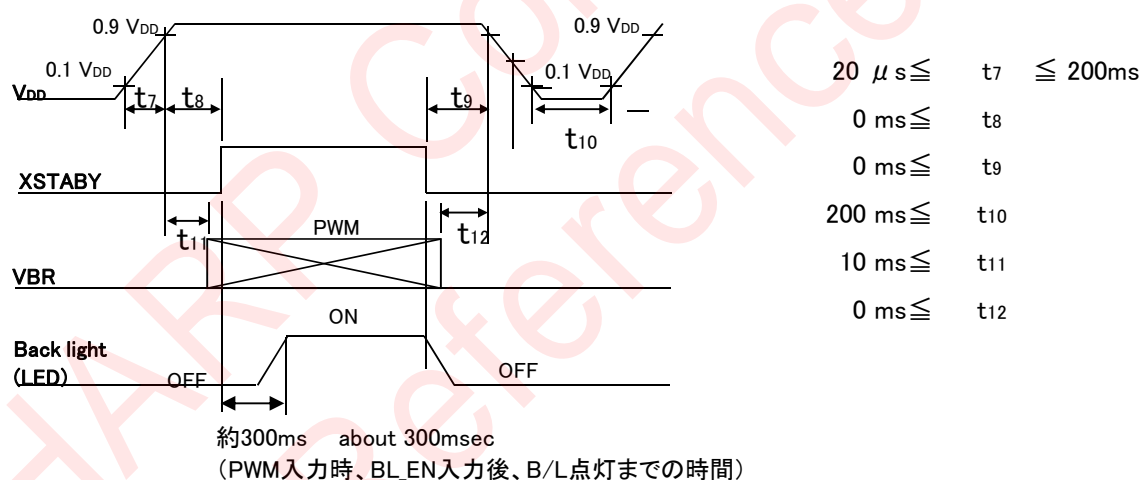 0.9 VDD
0.9 VDD
0.1 VDD
0.1 VDD
VDD
t7
t8
t9
t10
XSTABY
t11
PWM
t12
VBR
ON
Back light
(LED)
OFF
OFF
約300ms about 300msec
(PWM入力時、BL_EN入力後、B/L点灯までの時間)
20 μs≦ t7 ≦ 200ms
0 ms≦ t8
0 ms≦ t9
200 ms≦ t10
10 ms≦ t11
0 ms≦ t12